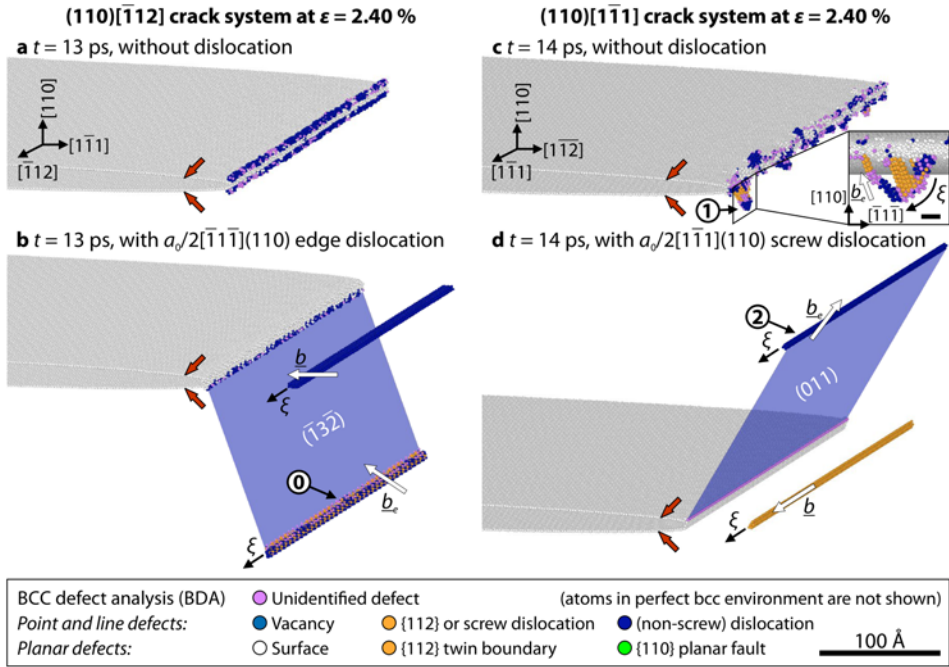 (110)[1̅12] crack system at ε = 2.40 %
a t = 13 ps, without dislocation
[110]
[11̅1]
[1̅12]
b t = 13 ps, with a₀/2[1̅11̅](110) edge dislocation
b
ξ
(1̅32̅)
0
bₑ
ξ
(110)[11̅1] crack system at ε = 2.40 %
c t = 14 ps, without dislocation
[110]
[11̅2̅]
[1̅11̅]
1
bₑ
ξ
[110]
[1̅11̅]
d t = 14 ps, with a₀/2[11̅1](110) screw dislocation
2
bₑ
ξ
(011)
b
ξ
BCC defect analysis (BDA) Unidentified defect (atoms in perfect bcc environment are not shown)
Point and line defects: Vacancy {112} or screw dislocation (non-screw) dislocation
Planar defects: Surface {112} twin boundary {110} planar fault
100 Å